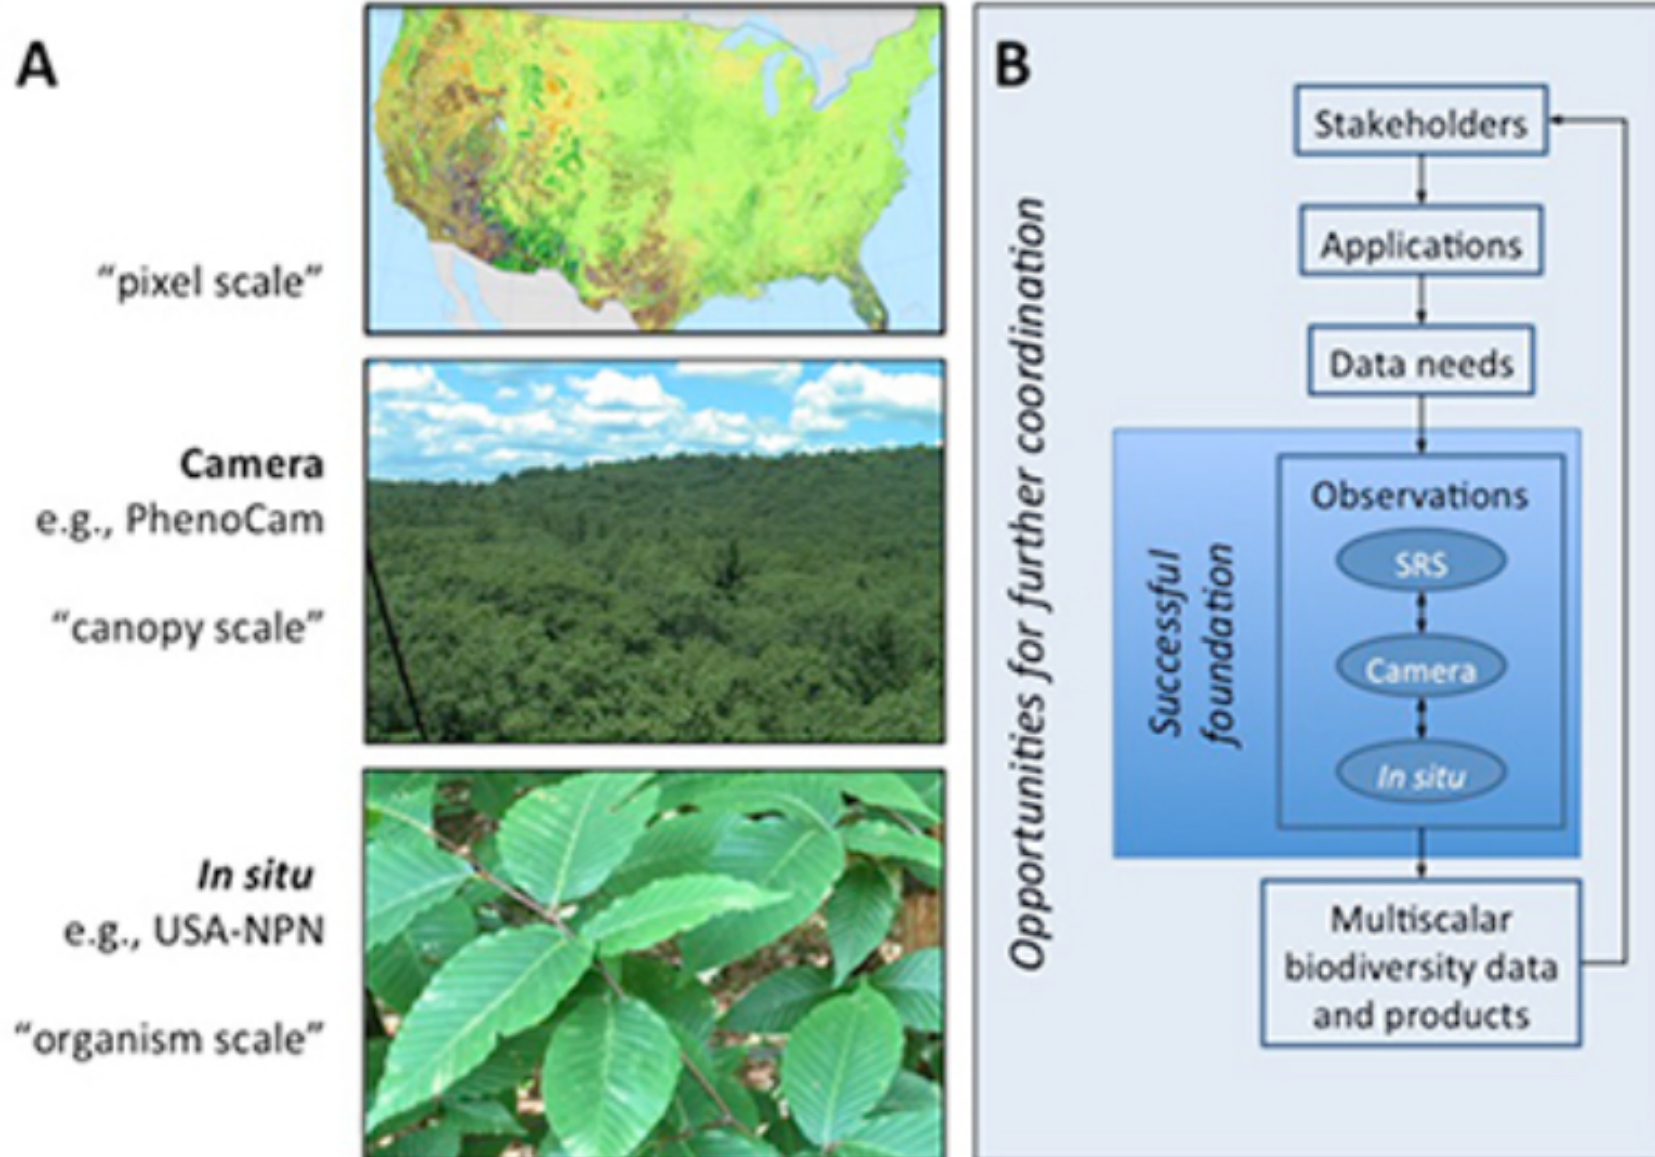 A
"pixel scale"
Camera
e.g., PhenoCam
"canopy scale"
In situ
e.g., USA-NPN
"organism scale"
B
Opportunities for further coordination
Stakeholders
Applications
Data needs
Successful
foundation
Observations
SRS
Camera
In situ
Multiscalar
biodiversity data
and products